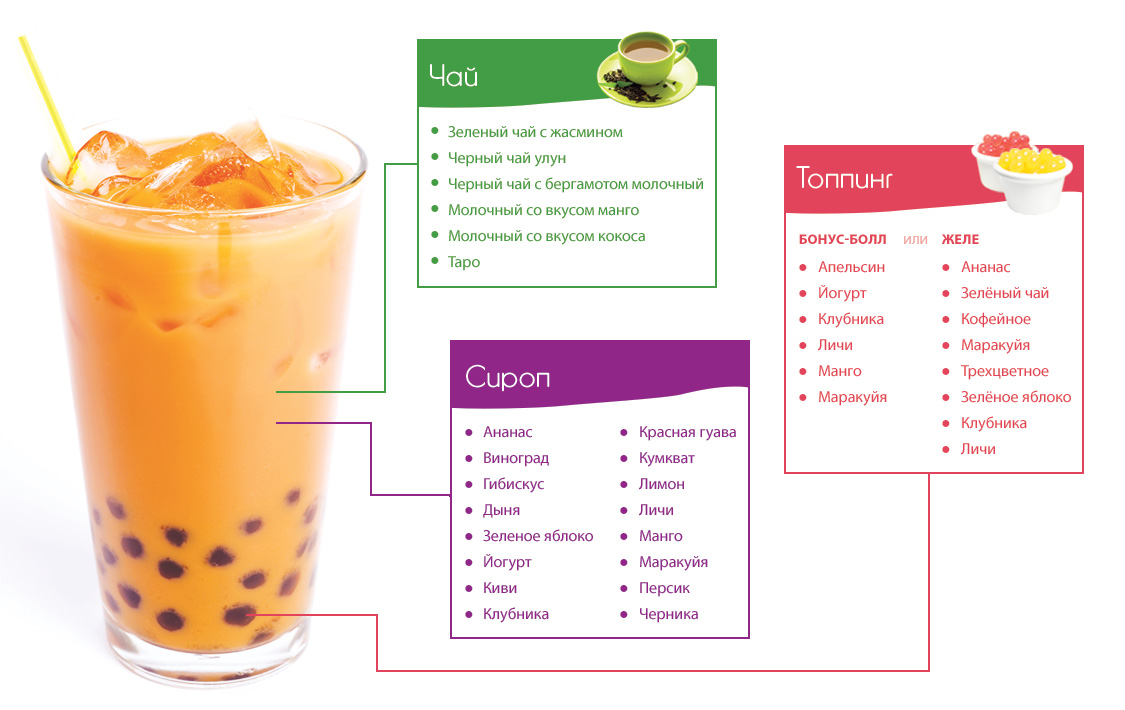 Чай
Зеленый чай с жасмином
Черный чай улун
Черный чай с бергамотом молочный
Молочный со вкусом манго
Молочный со вкусом кокоса
Таро
Топпинг
БОНУС-БОЛЛ ИЛИ ЖЕЛЕ
Апельсин
Йогурт
Клубника
Личи
Манго
Маракуйя
Ананас
Зелёный чай
Кофейное
Маракуйя
Трехцветное
Зелёное яблоко
Клубника
Личи
Сироп
Ананас
Виноград
Гибискус
Дыня
Зеленое яблоко
Йогурт
Киви
Клубника
Красная гуава
Кумкват
Лимон
Личи
Манго
Маракуйя
Персик
Черника